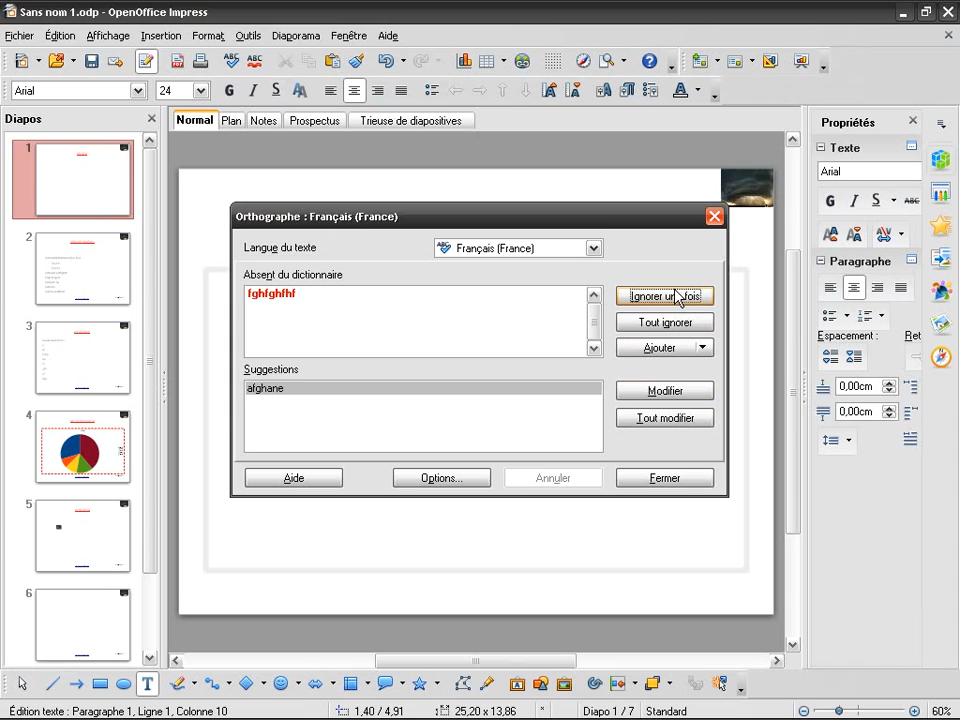 Sans nom 1.odp - OpenOffice Impress
Fichier Édition Affichage Insertion Format Outils Diaporama Fenêtre Aide
Arial 24
Diapos
Normal Plan Notes Prospectus Trieuse de diapositives
Propriétés
Texte
Arial
1
2
3
4
5
6
Orthographe : Français (France)
Langue du texte Français (France)
Absent du dictionnaire
fghfghfhf
Ignorer une fois
Tout ignorer
Ajouter
Suggestions
afghane
Modifier
Tout modifier
Aide Options... Annuler Fermer
Paragraphe
Espacement :
0,00cm
0,00cm
Édition texte : Paragraphe 1, Ligne 1, Colonne 10 1,40 / 4,91 25,20 x 13,86 * Diapo 1 / 7 Standard 60%